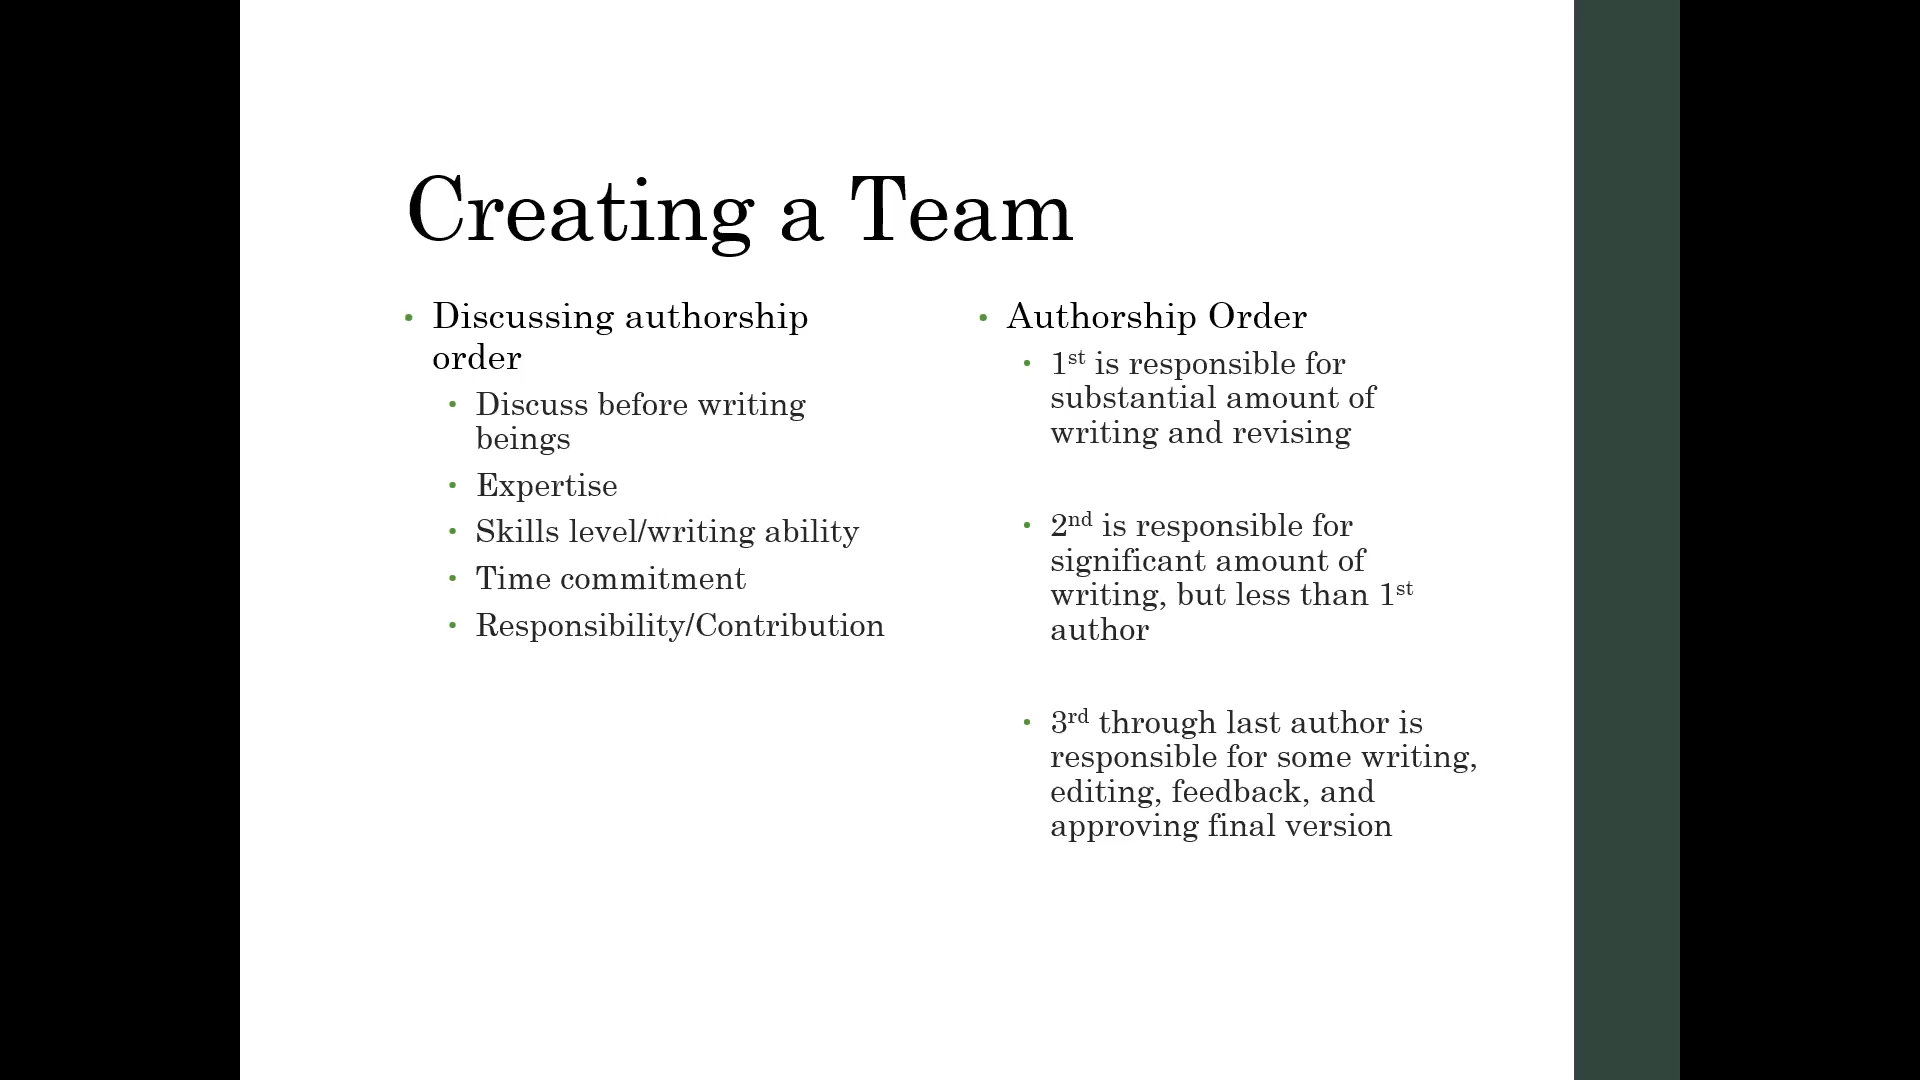 Creating a Team
• Discussing authorship
order
• Discuss before writing
beings
• Expertise
• Skills level/writing ability
• Time commitment
• Responsibility/Contribution
• Authorship Order
• 1st is responsible for
substantial amount of
writing and revising
• 2nd is responsible for
significant amount of
writing, but less than 1st
author
• 3rd through last author is
responsible for some writing,
editing, feedback, and
approving final version